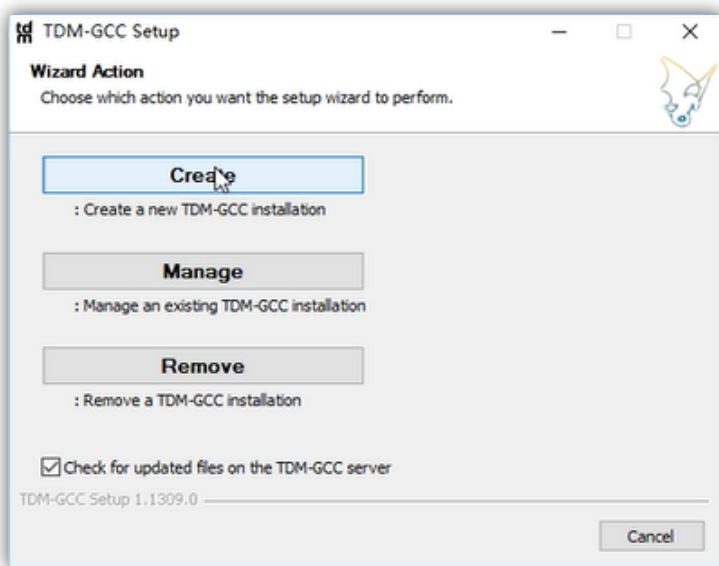 tdm TDM-GCC Setup
Wizard Action
Choose which action you want the setup wizard to perform.
Create
: Create a new TDM-GCC installation
Manage
: Manage an existing TDM-GCC installation
Remove
: Remove a TDM-GCC installation
Check for updated files on the TDM-GCC server
TDM-GCC Setup 1.1309.0
Cancel